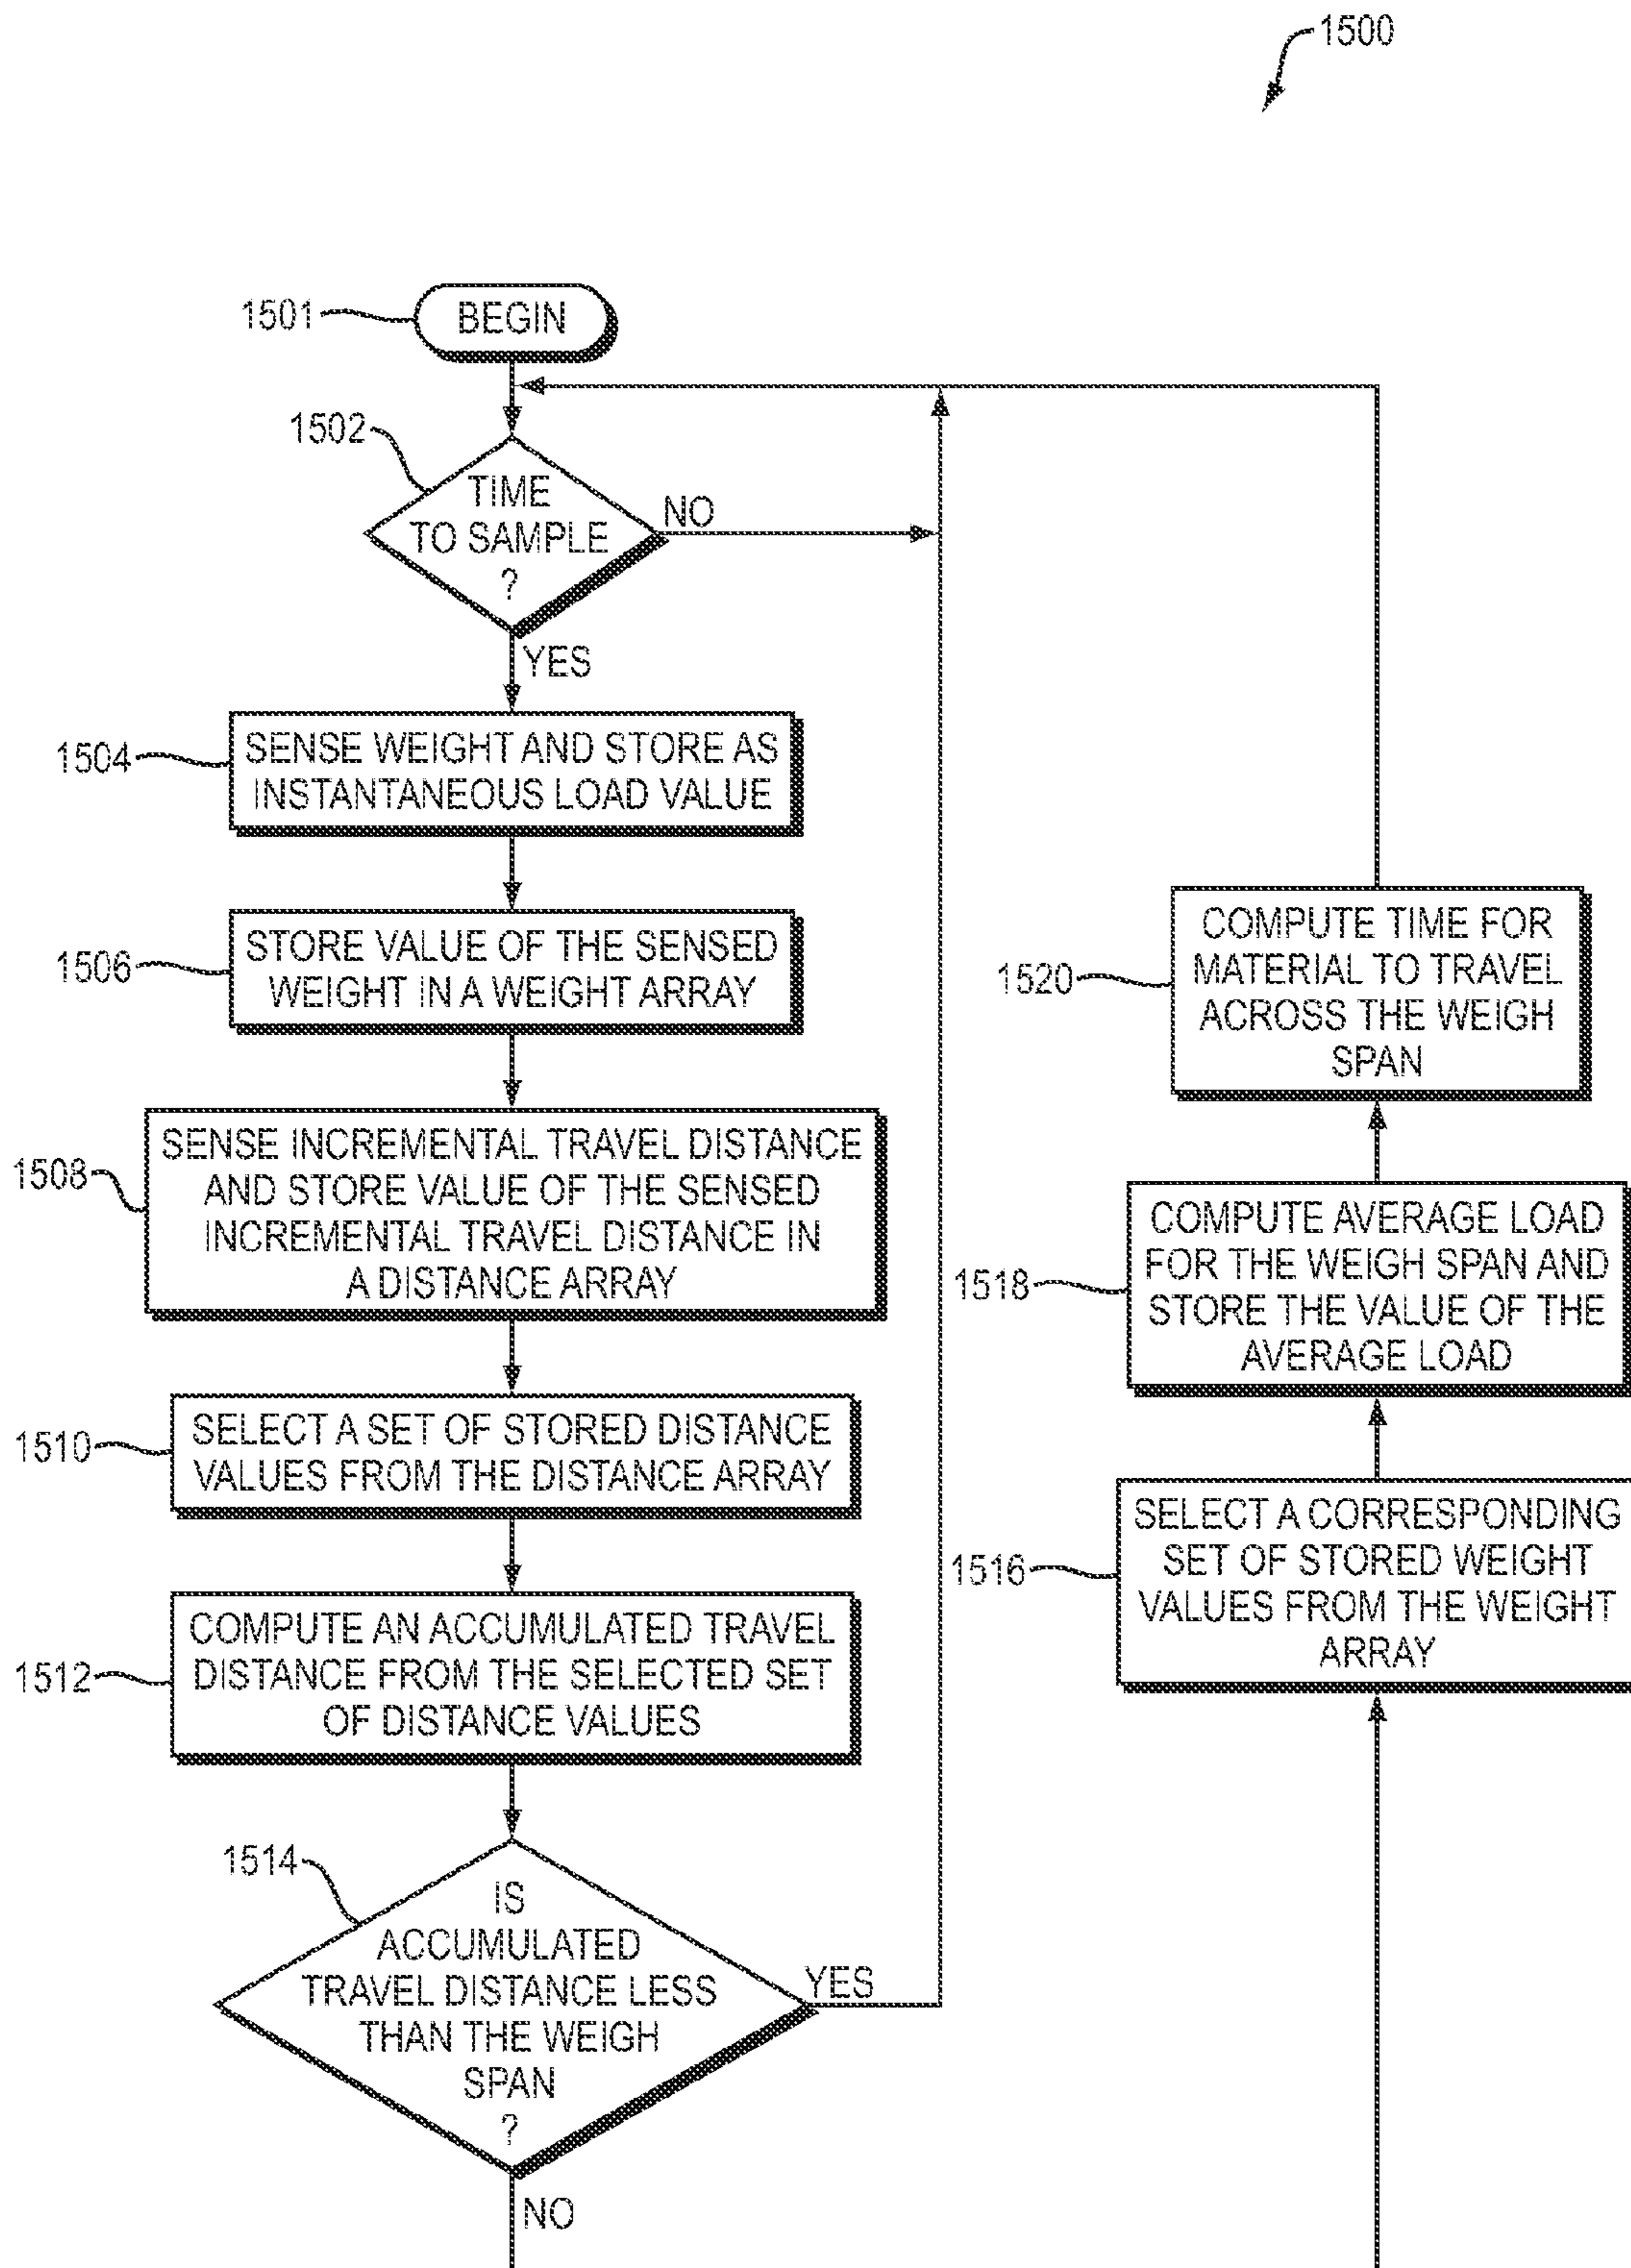 1500
1501
BEGIN
1502
TIME
TO SAMPLE
?
NO
YES
1504
SENSE WEIGHT AND STORE AS
INSTANTANEOUS LOAD VALUE
1506
STORE VALUE OF THE SENSED
WEIGHT IN A WEIGHT ARRAY
1508
SENSE INCREMENTAL TRAVEL DISTANCE
AND STORE VALUE OF THE SENSED
INCREMENTAL TRAVEL DISTANCE IN
A DISTANCE ARRAY
1510
SELECT A SET OF STORED DISTANCE
VALUES FROM THE DISTANCE ARRAY
1512
COMPUTE AN ACCUMULATED TRAVEL
DISTANCE FROM THE SELECTED SET
OF DISTANCE VALUES
1514
IS
ACCUMULATED
TRAVEL DISTANCE LESS
THAN THE WEIGH
SPAN
?
YES
NO
1516
SELECT A CORRESPONDING
SET OF STORED WEIGHT
VALUES FROM THE WEIGHT
ARRAY
1518
COMPUTE AVERAGE LOAD
FOR THE WEIGH SPAN AND
STORE THE VALUE OF THE
AVERAGE LOAD
1520
COMPUTE TIME FOR
MATERIAL TO TRAVEL
ACROSS THE WEIGH
SPAN